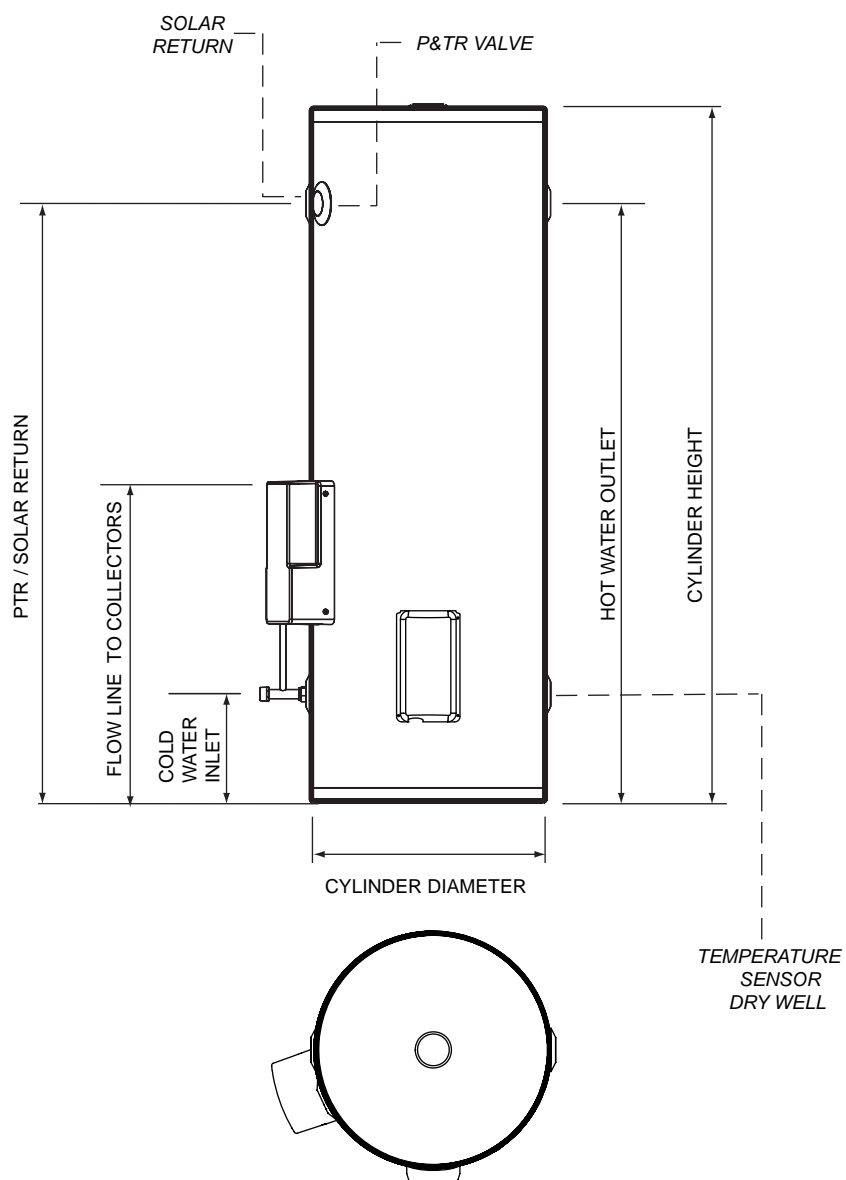 SOLAR
RETURN
P&TR VALVE
PTR / SOLAR RETURN
FLOW LINE TO COLLECTORS
COLD
WATER
INLET
HOT WATER OUTLET
CYLINDER HEIGHT
CYLINDER DIAMETER
TEMPERATURE
SENSOR
DRY WELL